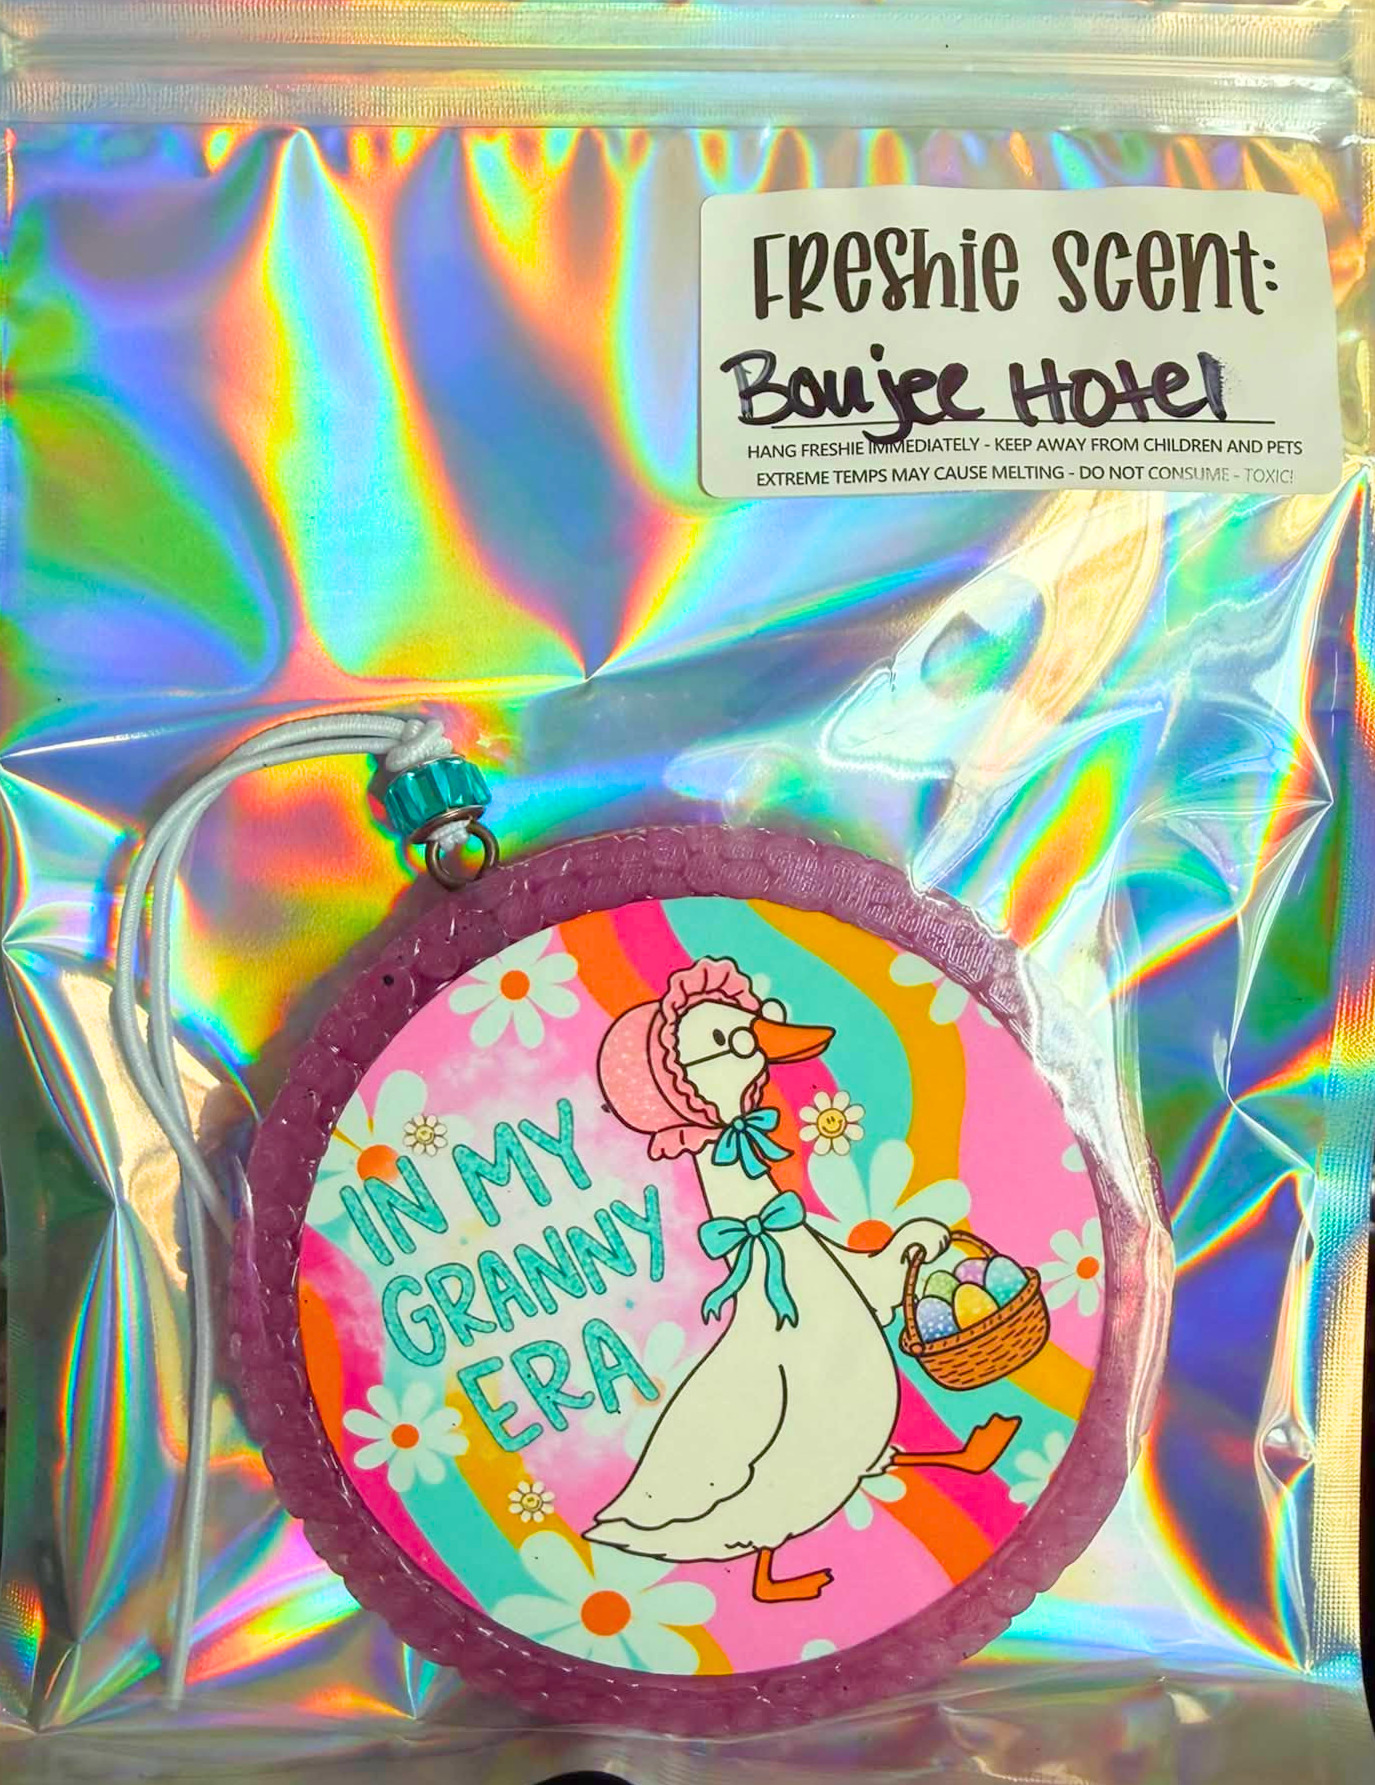 Freshie Scent:
Boujee Hotel
HANG FRESHIE IMMEDIATELY - KEEP AWAY FROM CHILDREN AND PETS
EXTREME TEMPS MAY CAUSE MELTING - DO NOT CONSUME - TOXIC!
IN MY
GRANNY
ERA